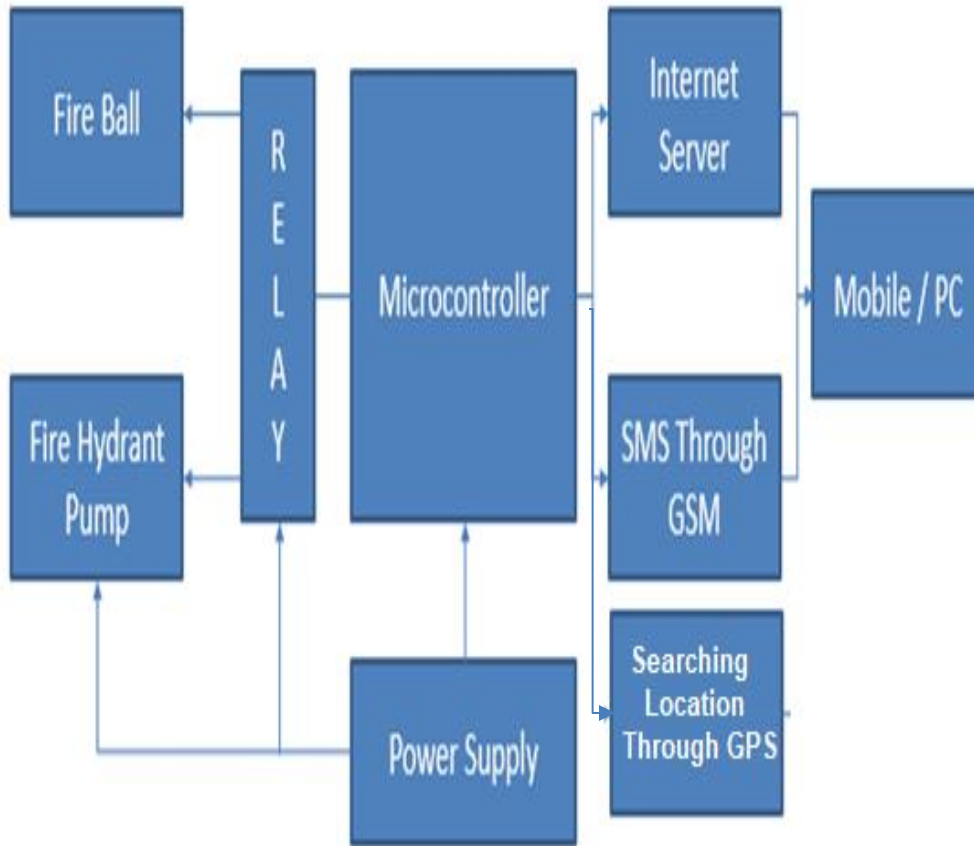 Fire Ball
R
E
L
A
Y
Microcontroller
Internet
Server
Mobile / PC
Fire Hydrant
Pump
SMS Through
GSM
Power Supply
Searching
Location
Through GPS